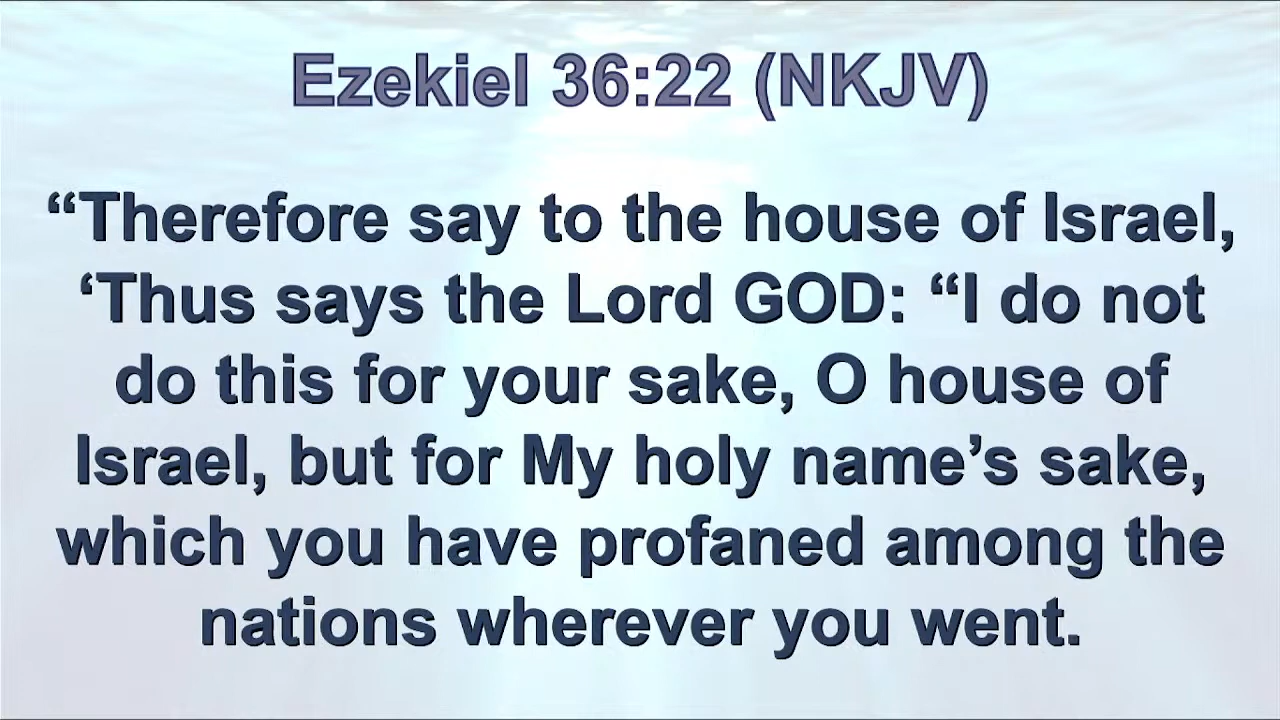 Ezekiel 36:22 (NKJV)
“Therefore say to the house of Israel,
‘Thus says the Lord GOD: “I do not
do this for your sake, O house of
Israel, but for My holy name’s sake,
which you have profaned among the
nations wherever you went.